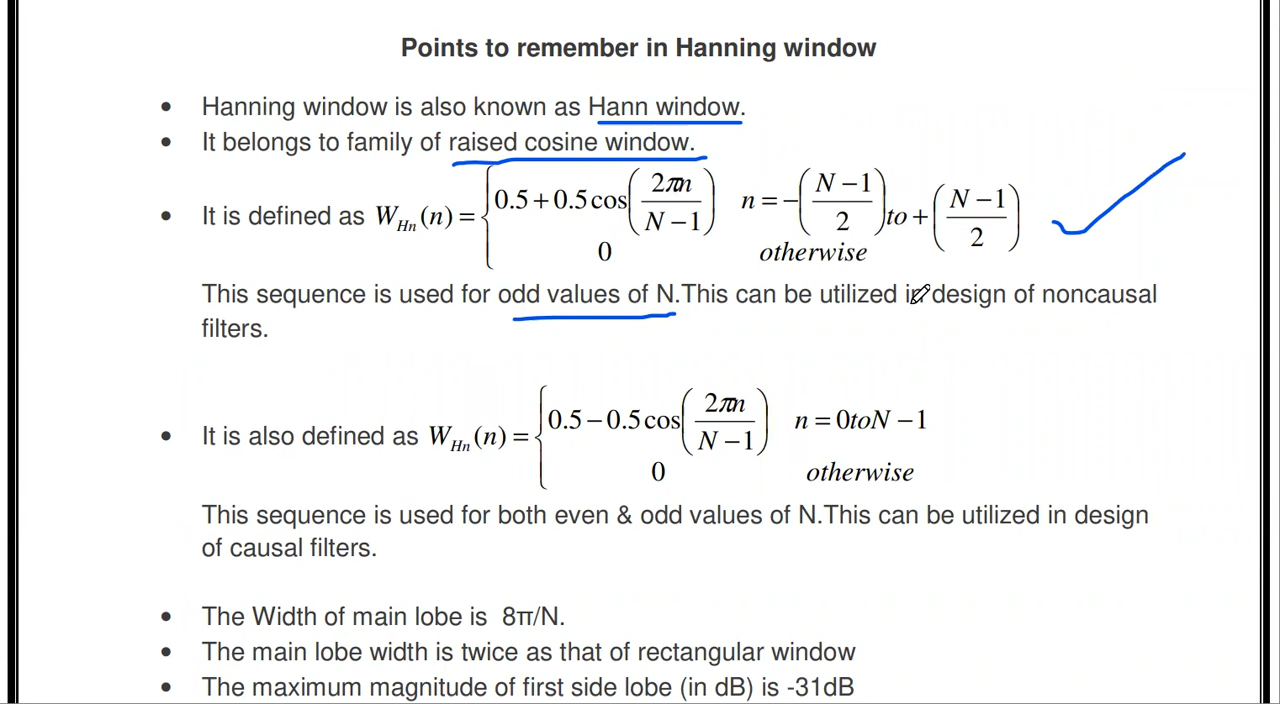 Points to remember in Hanning window
• Hanning window is also known as Hann window.
• It belongs to family of raised cosine window.
• It is defined as W_Hn(n) = { 0.5 + 0.5cos(2πn / N − 1)   n = −(N − 1 / 2) to + (N − 1 / 2)
0   otherwise
This sequence is used for odd values of N.This can be utilized in design of noncausal
filters.
• It is also defined as W_Hn(n) = { 0.5 − 0.5cos(2πn / N − 1)   n = 0toN − 1
0   otherwise
This sequence is used for both even & odd values of N.This can be utilized in design
of causal filters.
• The Width of main lobe is 8π/N.
• The main lobe width is twice as that of rectangular window
• The maximum magnitude of first side lobe (in dB) is -31dB